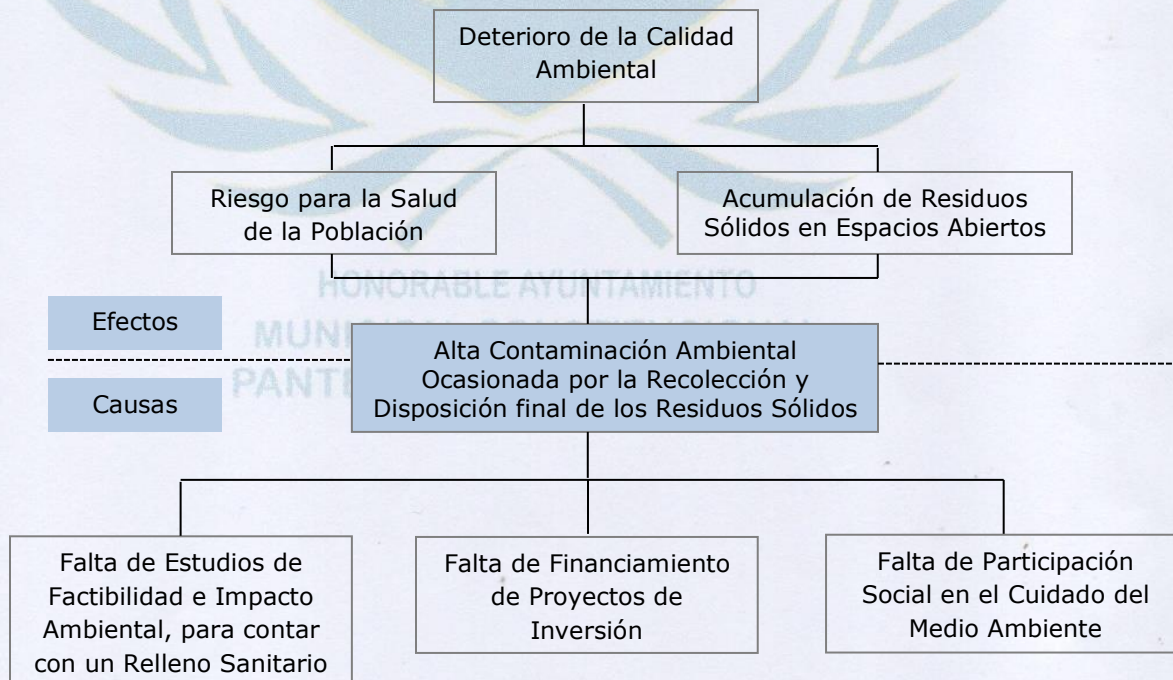 Deterioro de la Calidad
Ambiental
Riesgo para la Salud
de la Población
Acumulación de Residuos
Sólidos en Espacios Abiertos
HONORABLE AYUNTAMIENTO
Efectos
Alta Contaminación Ambiental
Ocasionada por la Recolección y
Disposición final de los Residuos Sólidos
Causas
Falta de Estudios de
Factibilidad e Impacto
Ambiental, para contar
con un Relleno Sanitario
Falta de Financiamiento
de Proyectos de
Inversión
Falta de Participación
Social en el Cuidado del
Medio Ambiente